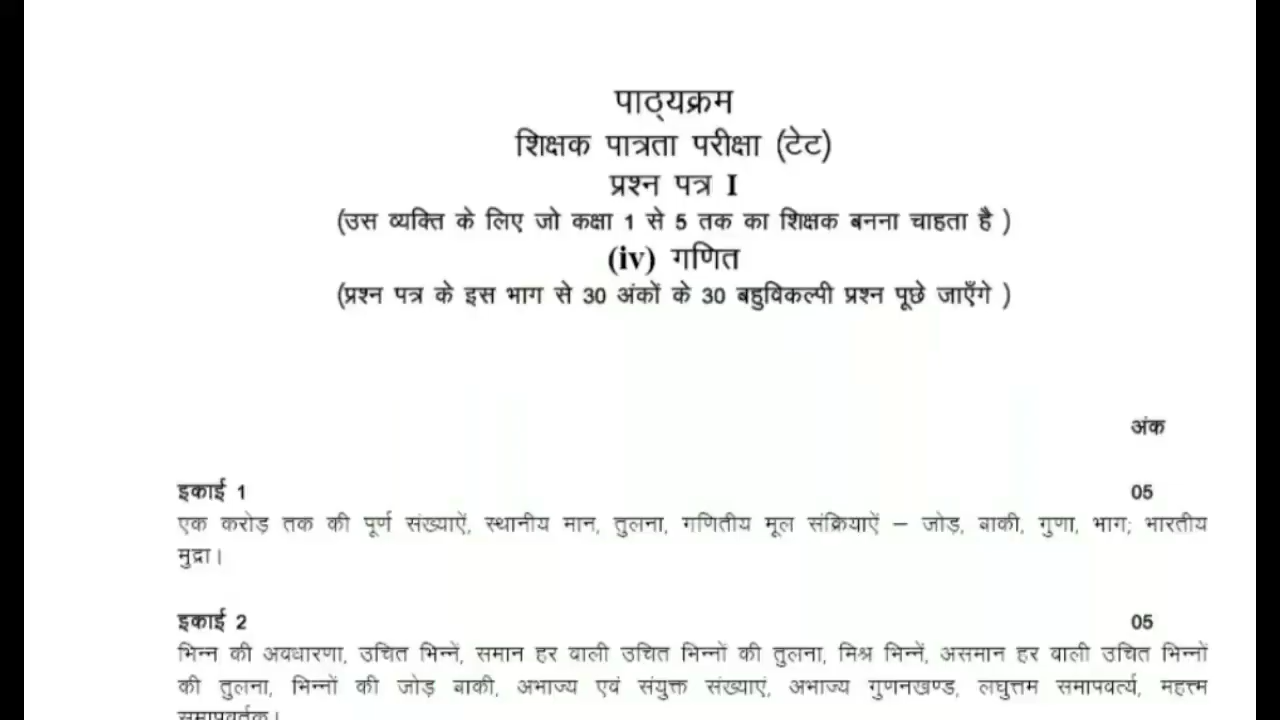 पाठ्यक्रम
शिक्षक पात्रता परीक्षा (टेट)
प्रश्न पत्र I
(उस व्यक्ति के लिए जो कक्षा 1 से 5 तक का शिक्षक बनना चाहता है )
(iv) गणित
(प्रश्न पत्र के इस भाग से 30 अंकों के 30 बहुविकल्पी प्रश्न पूछे जाएँगे )
अंक
इकाई 1 05
एक करोड़ तक की पूर्ण संख्याऐं, स्थानीय मान, तुलना, गणितीय मूल संक्रियाऐं – जोड़, बाकी, गुणा, भाग; भारतीय
मुद्रा।
इकाई 2 05
भिन्न की अवधारणा, उचित भिन्नें, समान हर वाली उचित भिन्नों की तुलना, मिश्र भिन्नें, असमान हर वाली उचित भिन्नों
की तुलना, भिन्नों की जोड़ बाकी, अभाज्य एवं संयुक्त संख्याएं, अभाज्य गुणनखण्ड, लघुत्तम समापवर्त्य, महत्तम
समापवर्तक।